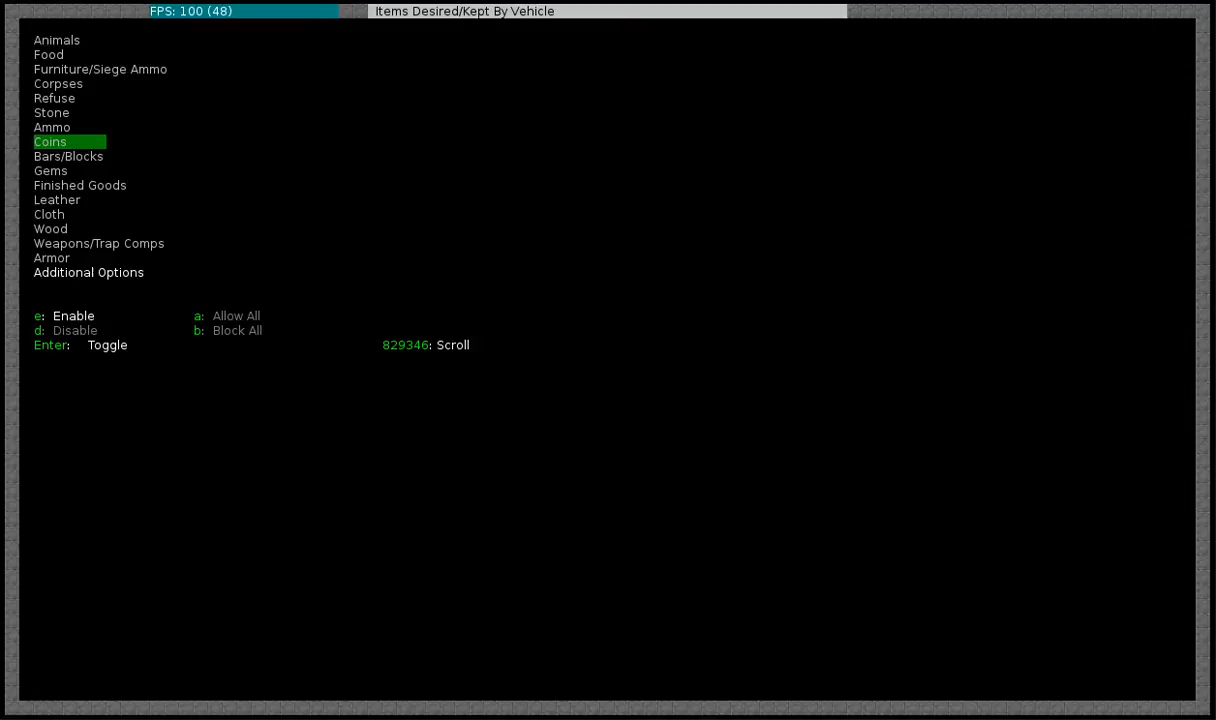 FPS: 100 (48) Items Desired/Kept By Vehicle
Animals
Food
Furniture/Siege Ammo
Corpses
Refuse
Stone
Ammo
Coins
Bars/Blocks
Gems
Finished Goods
Leather
Cloth
Wood
Weapons/Trap Comps
Armor
Additional Options
e: Enable a: Allow All
d: Disable b: Block All
Enter: Toggle 829346: Scroll